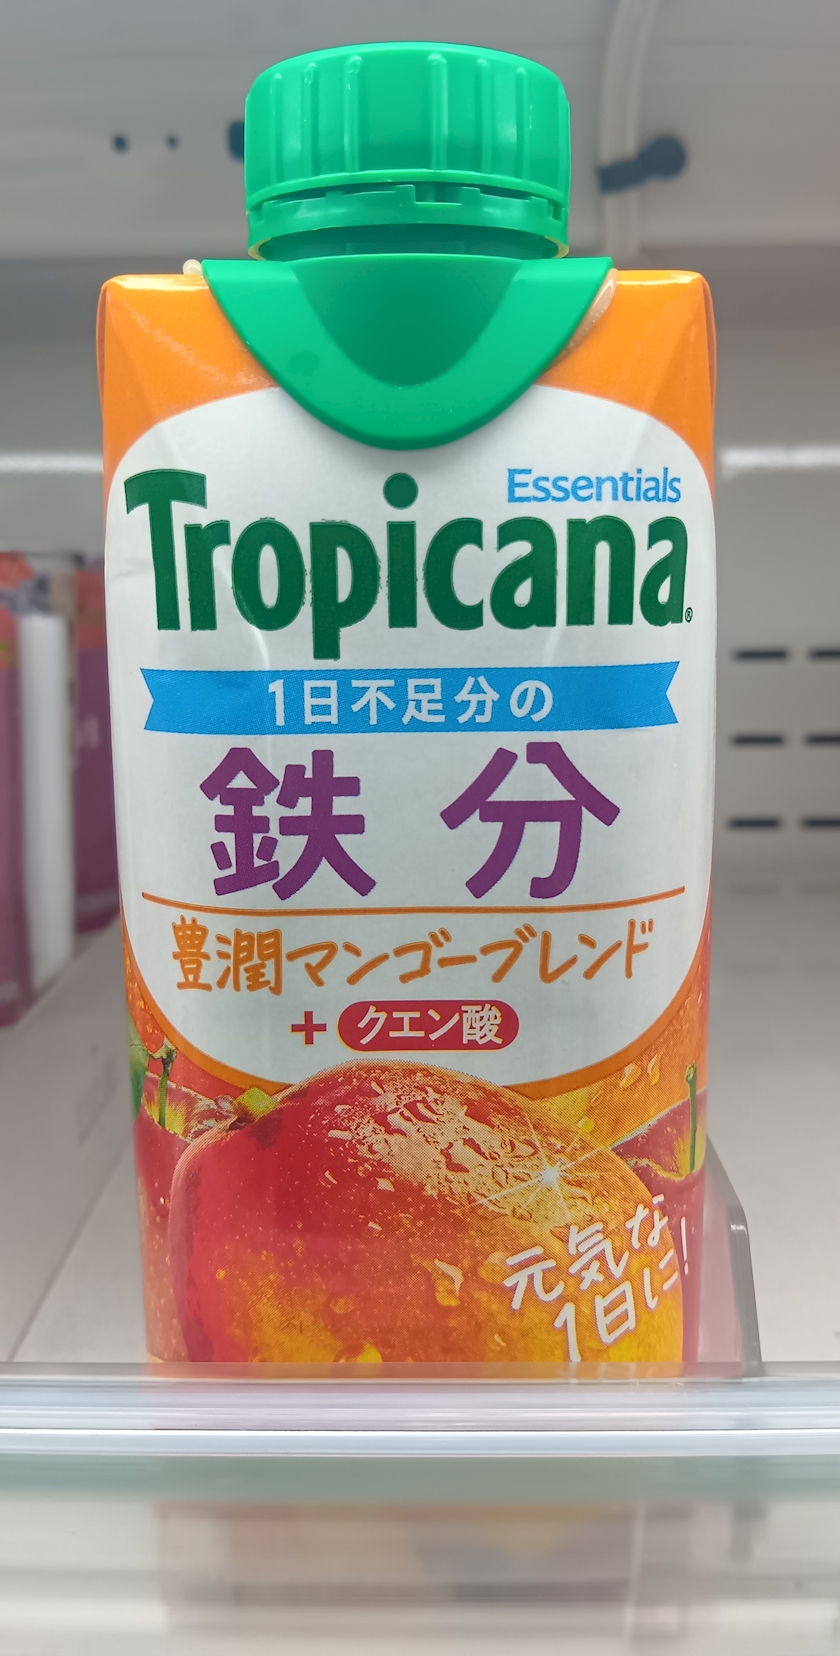 Essentials
Tropicana®
1日不足分の
鉄分
豊潤マンゴーブレンド
+クエン酸
元気な
1日に!